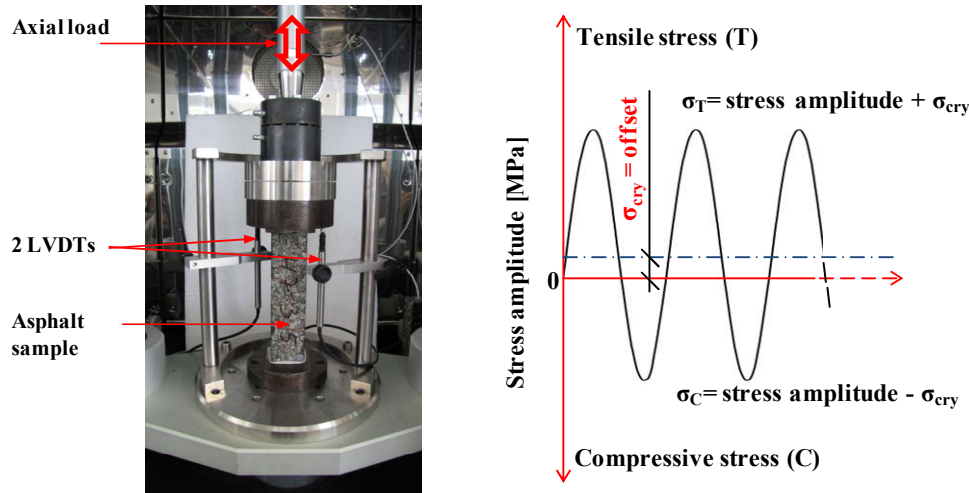 Axial load
2 LVDTs
Asphalt
sample
Tensile stress (T)
σT= stress amplitude + σcry
σcry = offset
Stress amplitude [MPa]
0
σC= stress amplitude - σcry
Compressive stress (C)